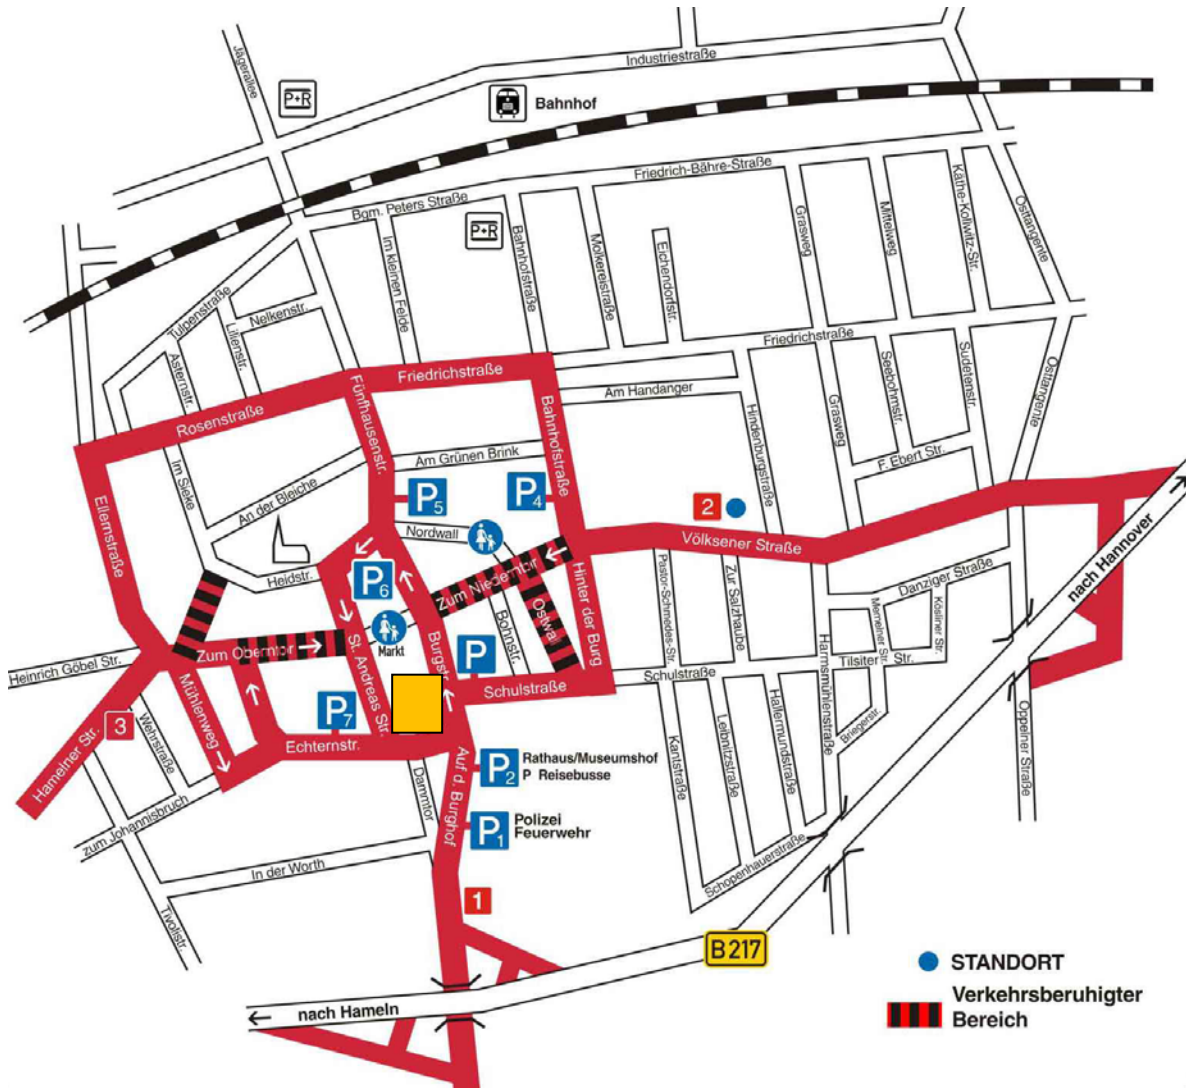 Jägerallee
Industriestraße
P+R
Bahnhof
Friedrich-Bähre-Straße
Bgm. Peters Straße
P+R
Im kleinen Felde
Bahnhofstraße
Molkereistraße
Eichendorfstr.
Grasweg
Mittelweg
Käthe-Kollwitz-Str.
Osttangente
Tulpenstraße
Nelkenstr.
Lilienstr.
Asternstr.
Friedrichstraße
Seebohmstr.
Sudetenstr.
Osttangente
Friedrichstraße
Fünfhausenstr.
Rosenstraße
Am Handanger
Bahnhofstraße
Hindenburgstraße
Grasweg
F. Ebert Str.
Am Grünen Brink
Im Sieke
An der Bleiche
Ellernstraße
P5
P4
2
Nordwall
Völksener Straße
nach Hannover
Heidstr.
P6
Zum Niederntor
Hinter der Burg
Ostwall
Bohnstr.
Pastor-Schmedes-Str.
Zur Salzhaube
Danziger Straße
Memelner Str.
Kösliner Str.
Markt
Burgstr.
P
Zum Oberntor
Heinrich Göbel Str.
St. Andreas Str.
Schulstraße
Schulstraße
Tilsiter Str.
Harmsmühlenstraße
Mühlenweg
P7
Echternstr.
3
Hamelner Str.
Wehrstraße
Kantstraße
Leibnitzstraße
Hallermundstraße
Briegerstr.
Oppelner Straße
Auf d. Burghof
P2
Rathaus/Museumshof
P Reisebusse
Dammtor
P1
Polizei
Feuerwehr
zum Johannisbruch
In der Worth
Schopenhauerstraße
1
Tivolistr.
B 217
nach Hameln
STANDORT
Verkehrsberuhigter
Bereich